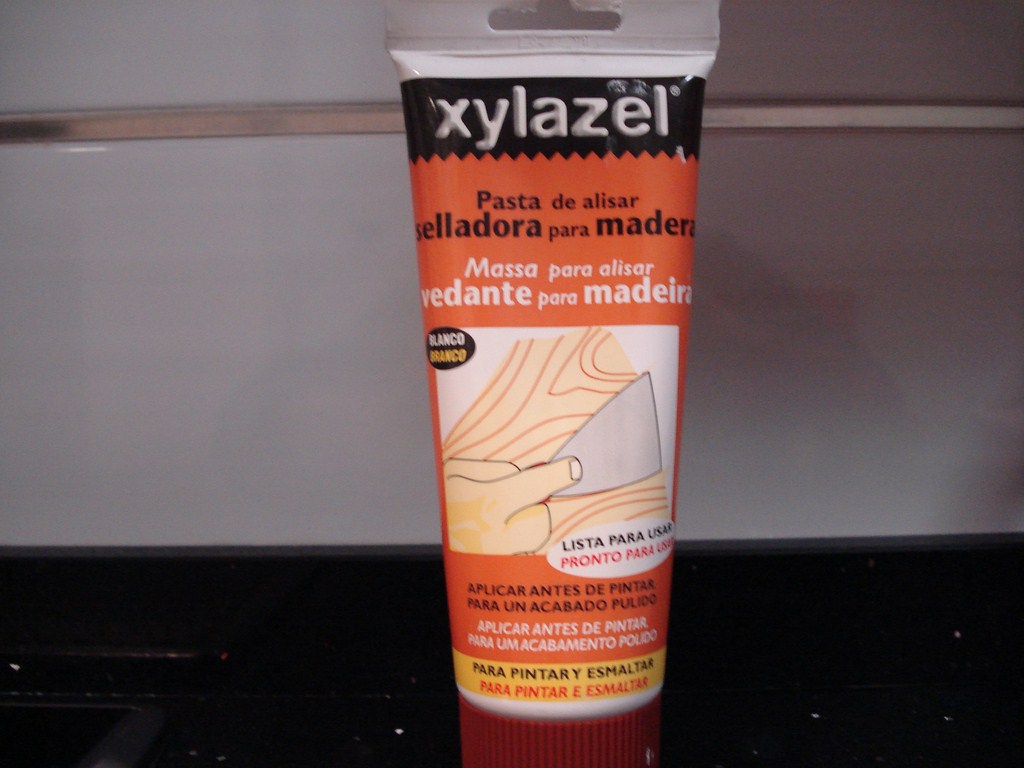 xylazel®
Pasta de alisar
selladora para madera
Massa para alisar
vedante para madeira
BLANCO
BRANCO
LISTA PARA USAR
PRONTO PARA USAR
APLICAR ANTES DE PINTAR,
PARA UN ACABADO PULIDO
APLICAR ANTES DE PINTAR,
PARA UM ACABAMENTO POLIDO
PARA PINTAR Y ESMALTAR
PARA PINTAR E ESMALTAR